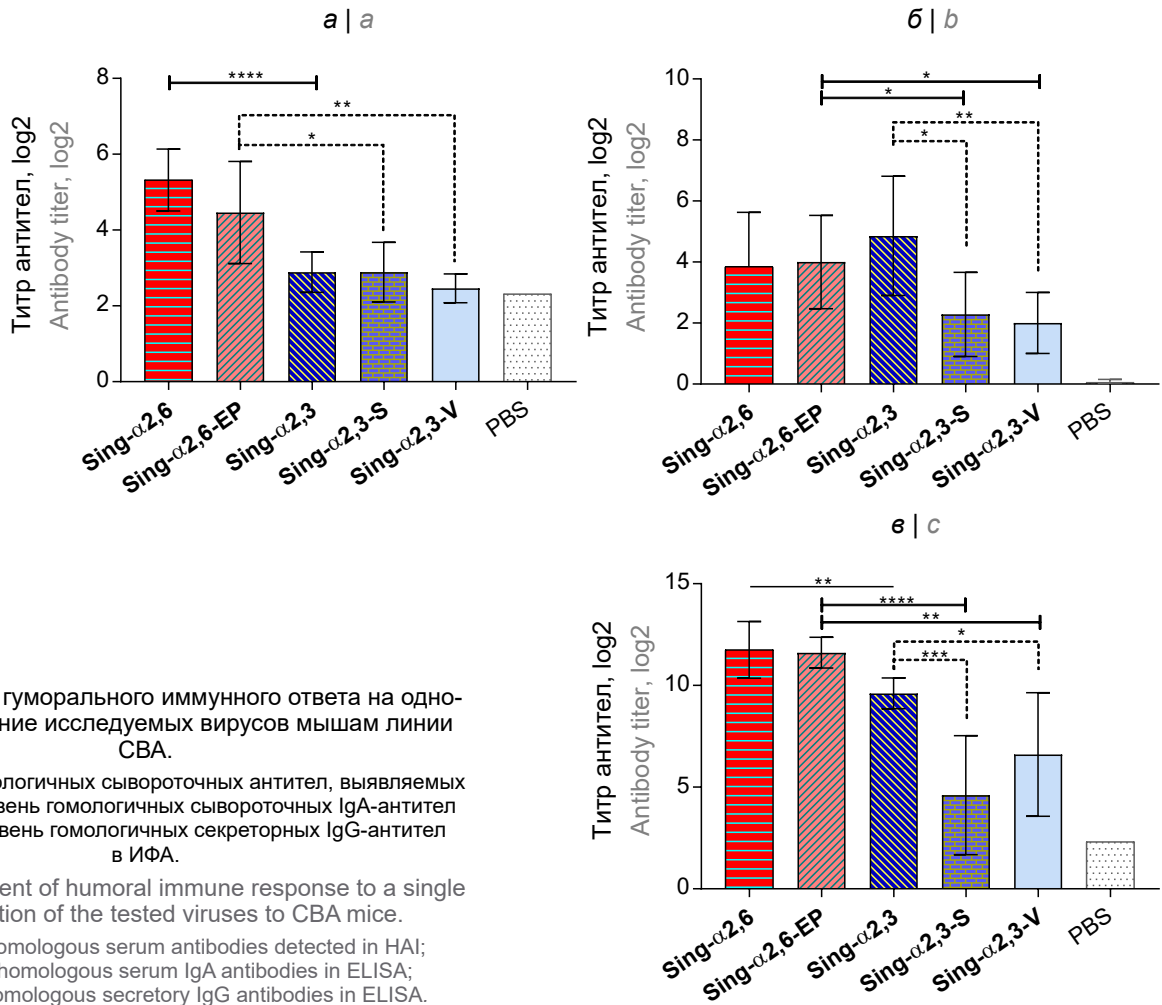 а | a
8
6
4
2
0
Титр антител, log2
Antibody titer, log2
****
**
*
Sing-α2,6
Sing-α2,6-EP
Sing-α2,3
Sing-α2,3-S
Sing-α2,3-V
PBS
б | b
10
8
6
4
2
0
Титр антител, log2
Antibody titer, log2
*
*
**
*
Sing-α2,6
Sing-α2,6-EP
Sing-α2,3
Sing-α2,3-S
Sing-α2,3-V
PBS
в | c
15
10
5
0
Титр антител, log2
Antibody titer, log2
**
****
**
*
***
Sing-α2,6
Sing-α2,6-EP
Sing-α2,3
Sing-α2,3-S
Sing-α2,3-V
PBS
гуморального иммунного ответа на одно-
ние исследуемых вирусов мышам линии
CBA.
ологичных сывороточных антител, выявляемых
вень гомологичных сывороточных IgA-антител
вень гомологичных секреторных IgG-антител
в ИФА.
ent of humoral immune response to a single
tion of the tested viruses to CBA mice.
omologous serum antibodies detected in HAI;
homologous serum IgA antibodies in ELISA;
omologous secretory IgG antibodies in ELISA.